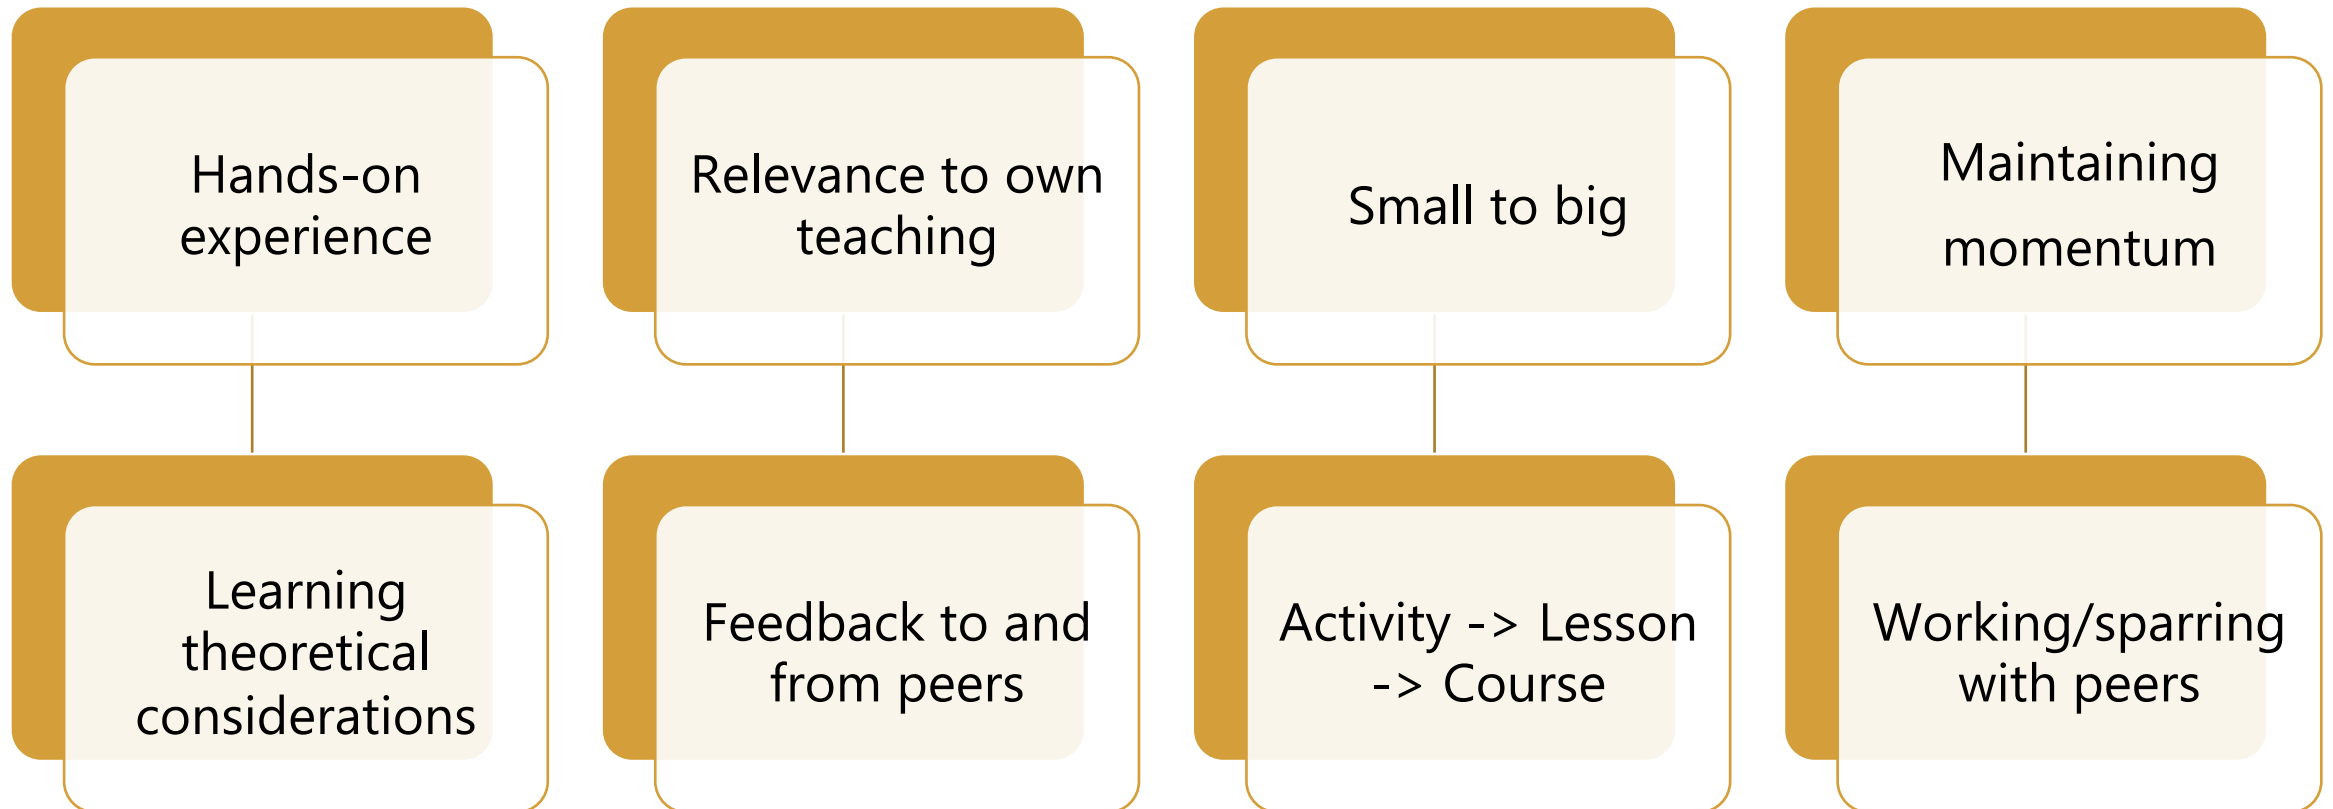 Hands-on
experience
Relevance to own
teaching
Small to big
Maintaining
momentum
Learning
theoretical
considerations
Feedback to and
from peers
Activity -> Lesson
-> Course
Working/sparring
with peers